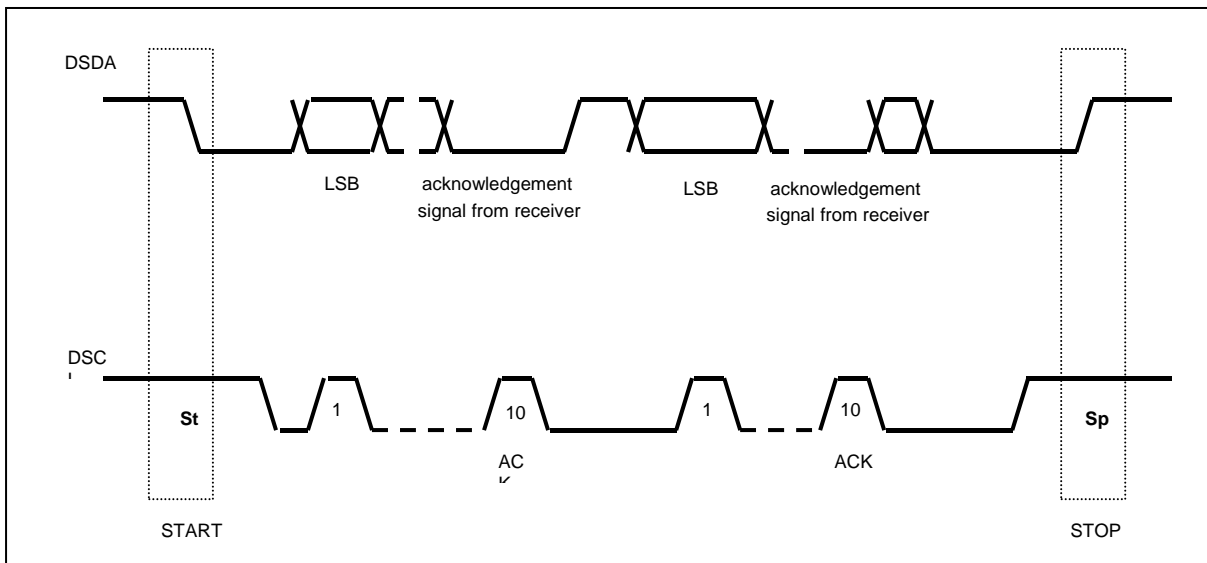 DSDA
LSB
acknowledgement
signal from receiver
LSB
acknowledgement
signal from receiver
DSC
St
1
10
1
10
Sp
AC
ACK
START
STOP